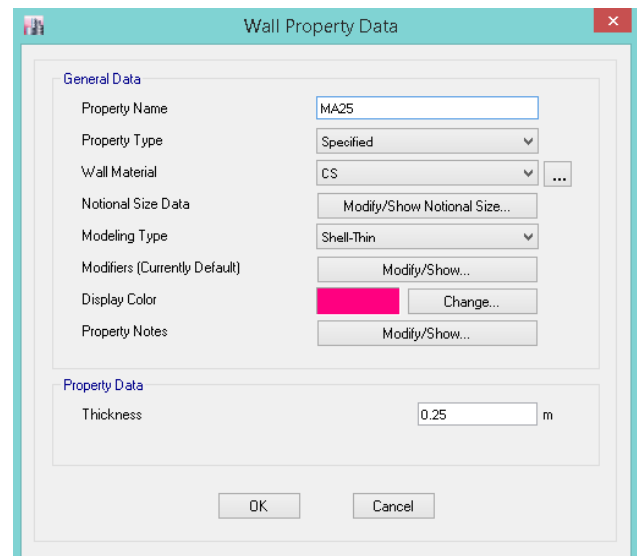 Wall Property Data
General Data
Property Name MA25
Property Type Specified
Wall Material CS ...
Notional Size Data Modify/Show Notional Size...
Modeling Type Shell-Thin
Modifiers (Currently Default) Modify/Show...
Display Color Change...
Property Notes Modify/Show...
Property Data
Thickness 0.25 m
OK Cancel